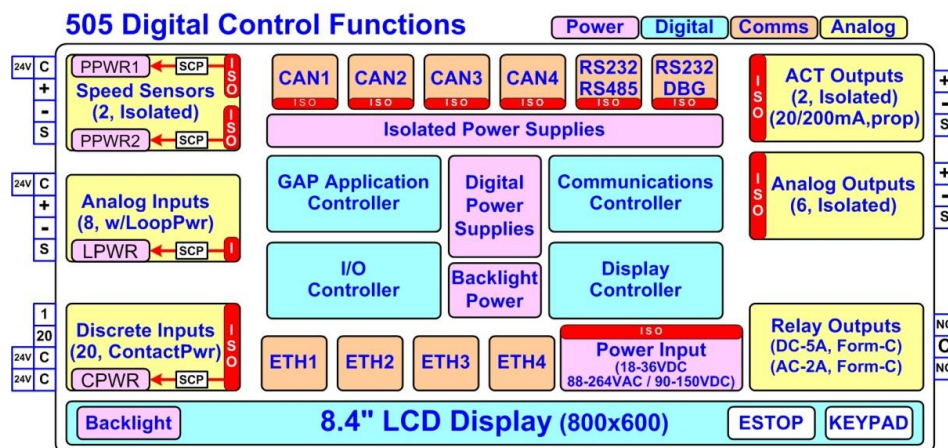 505 Digital Control Functions
Power
Digital
Comms
Analog
24V C
+
-
S
PPWR1
SCP
ISO
Speed Sensors
(2, Isolated)
PPWR2
SCP
ISO
CAN1
ISO
CAN2
ISO
CAN3
ISO
CAN4
ISO
RS232
RS485
ISO
RS232
DBG
ISO
Isolated Power Supplies
ISO
ACT Outputs
(2, Isolated)
(20/200mA,prop)
+
-
S
24V C
+
-
S
Analog Inputs
(8, w/LoopPwr)
LPWR
SCP
I
GAP Application
Controller
Digital
Power
Supplies
Communications
Controller
ISO
Analog Outputs
(6, Isolated)
+
-
S
I/O
Controller
Backlight
Power
Display
Controller
1
20
24V C
24V C
Discrete Inputs
(20, ContactPwr)
CPWR
SCP
ISO
ETH1
ETH2
ETH3
ETH4
ISO
Power Input
(18-36VDC
88-264VAC / 90-150VDC)
Relay Outputs
(DC-5A, Form-C)
(AC-2A, Form-C)
C
Backlight
8.4" LCD Display (800x600)
ESTOP
KEYPAD